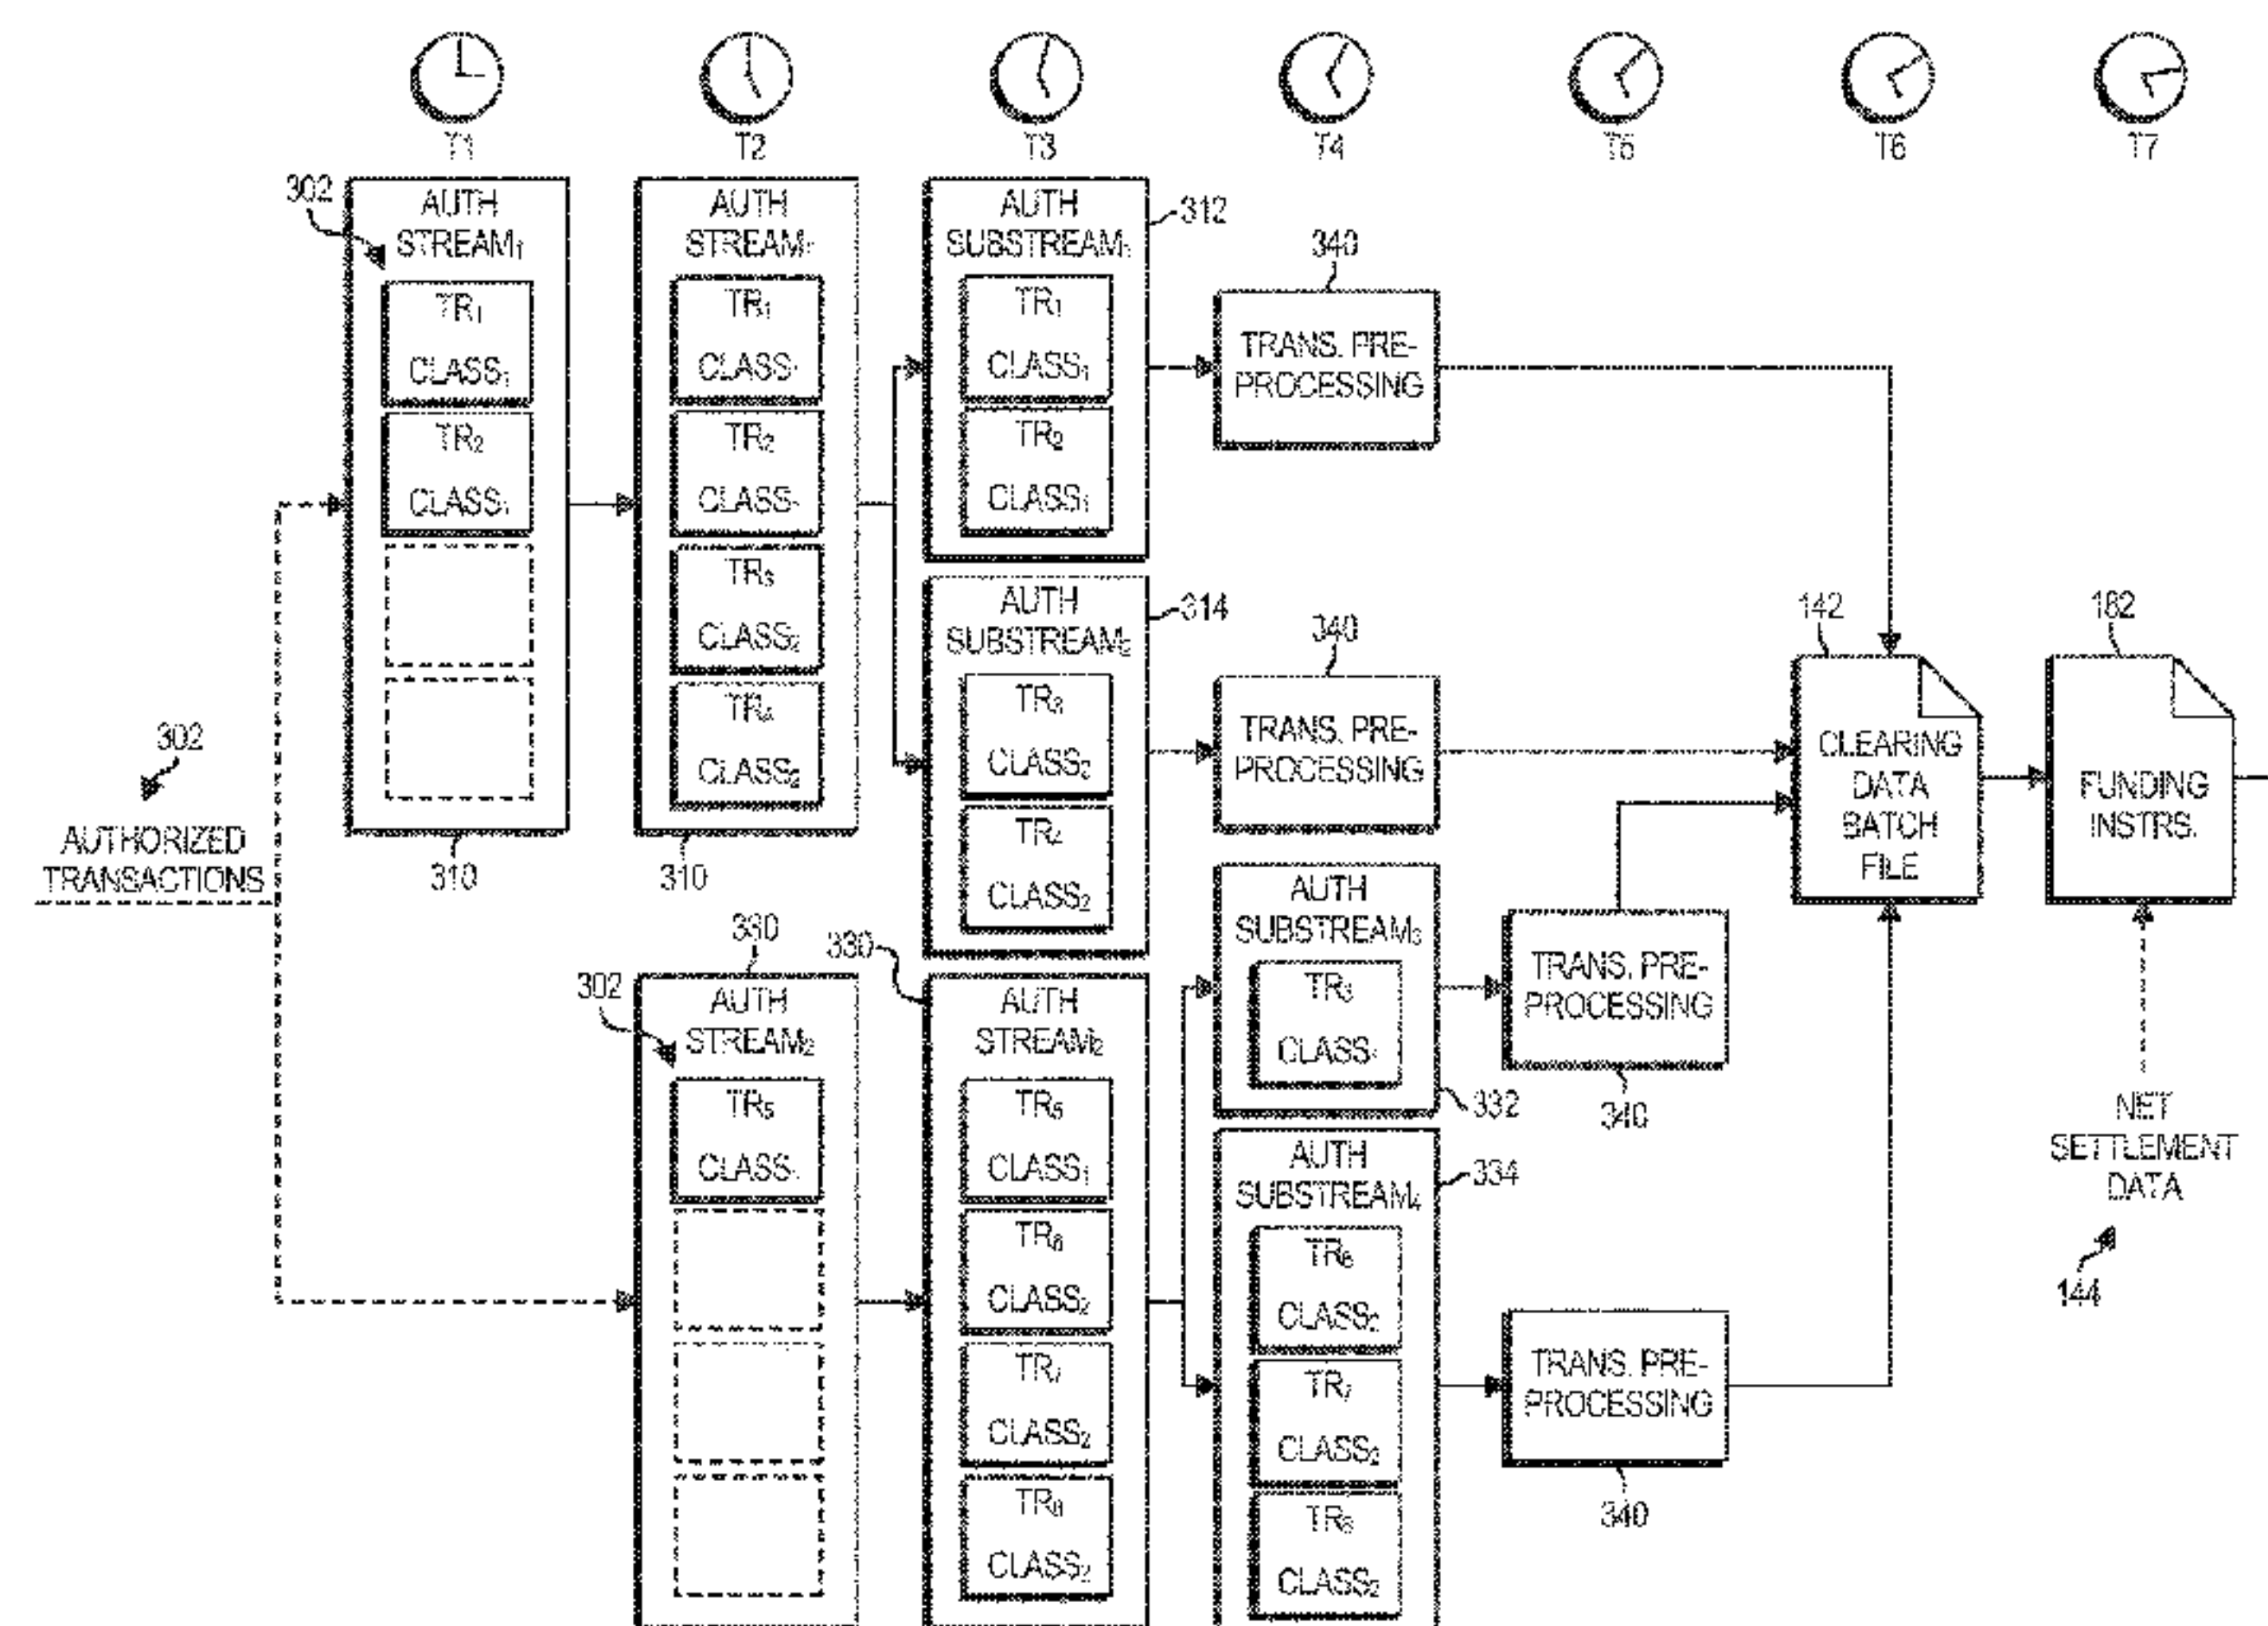 T1
T2
T3
T4
T5
T6
T7
302
AUTH
STREAM₁
TR₁
CLASS₁
TR₂
CLASS₁
310
AUTH
STREAM₁
TR₁
CLASS₁
TR₂
CLASS₁
TR₃
CLASS₂
TR₄
CLASS₂
310
AUTH
SUBSTREAM₁
312
TR₁
CLASS₁
TR₂
CLASS₁
AUTH
SUBSTREAM₂
314
TR₃
CLASS₂
TR₄
CLASS₂
340
TRANS. PRE-
PROCESSING
340
TRANS. PRE-
PROCESSING
302
AUTHORIZED
TRANSACTIONS
330
302
AUTH
STREAM₂
TR₅
CLASS₁
330
AUTH
STREAM₂
TR₅
CLASS₁
TR₆
CLASS₂
TR₇
CLASS₂
TR₈
CLASS₂
AUTH
SUBSTREAM₃
CLASS₁
332
AUTH
SUBSTREAM₄
334
TR₆
CLASS₂
TR₇
CLASS₂
TR₈
CLASS₂
TRANS. PRE-
PROCESSING
340
TRANS. PRE-
PROCESSING
340
142
CLEARING
DATA
BATCH
FILE
182
FUNDING
INSTRS.
NET
SETTLEMENT
DATA
144